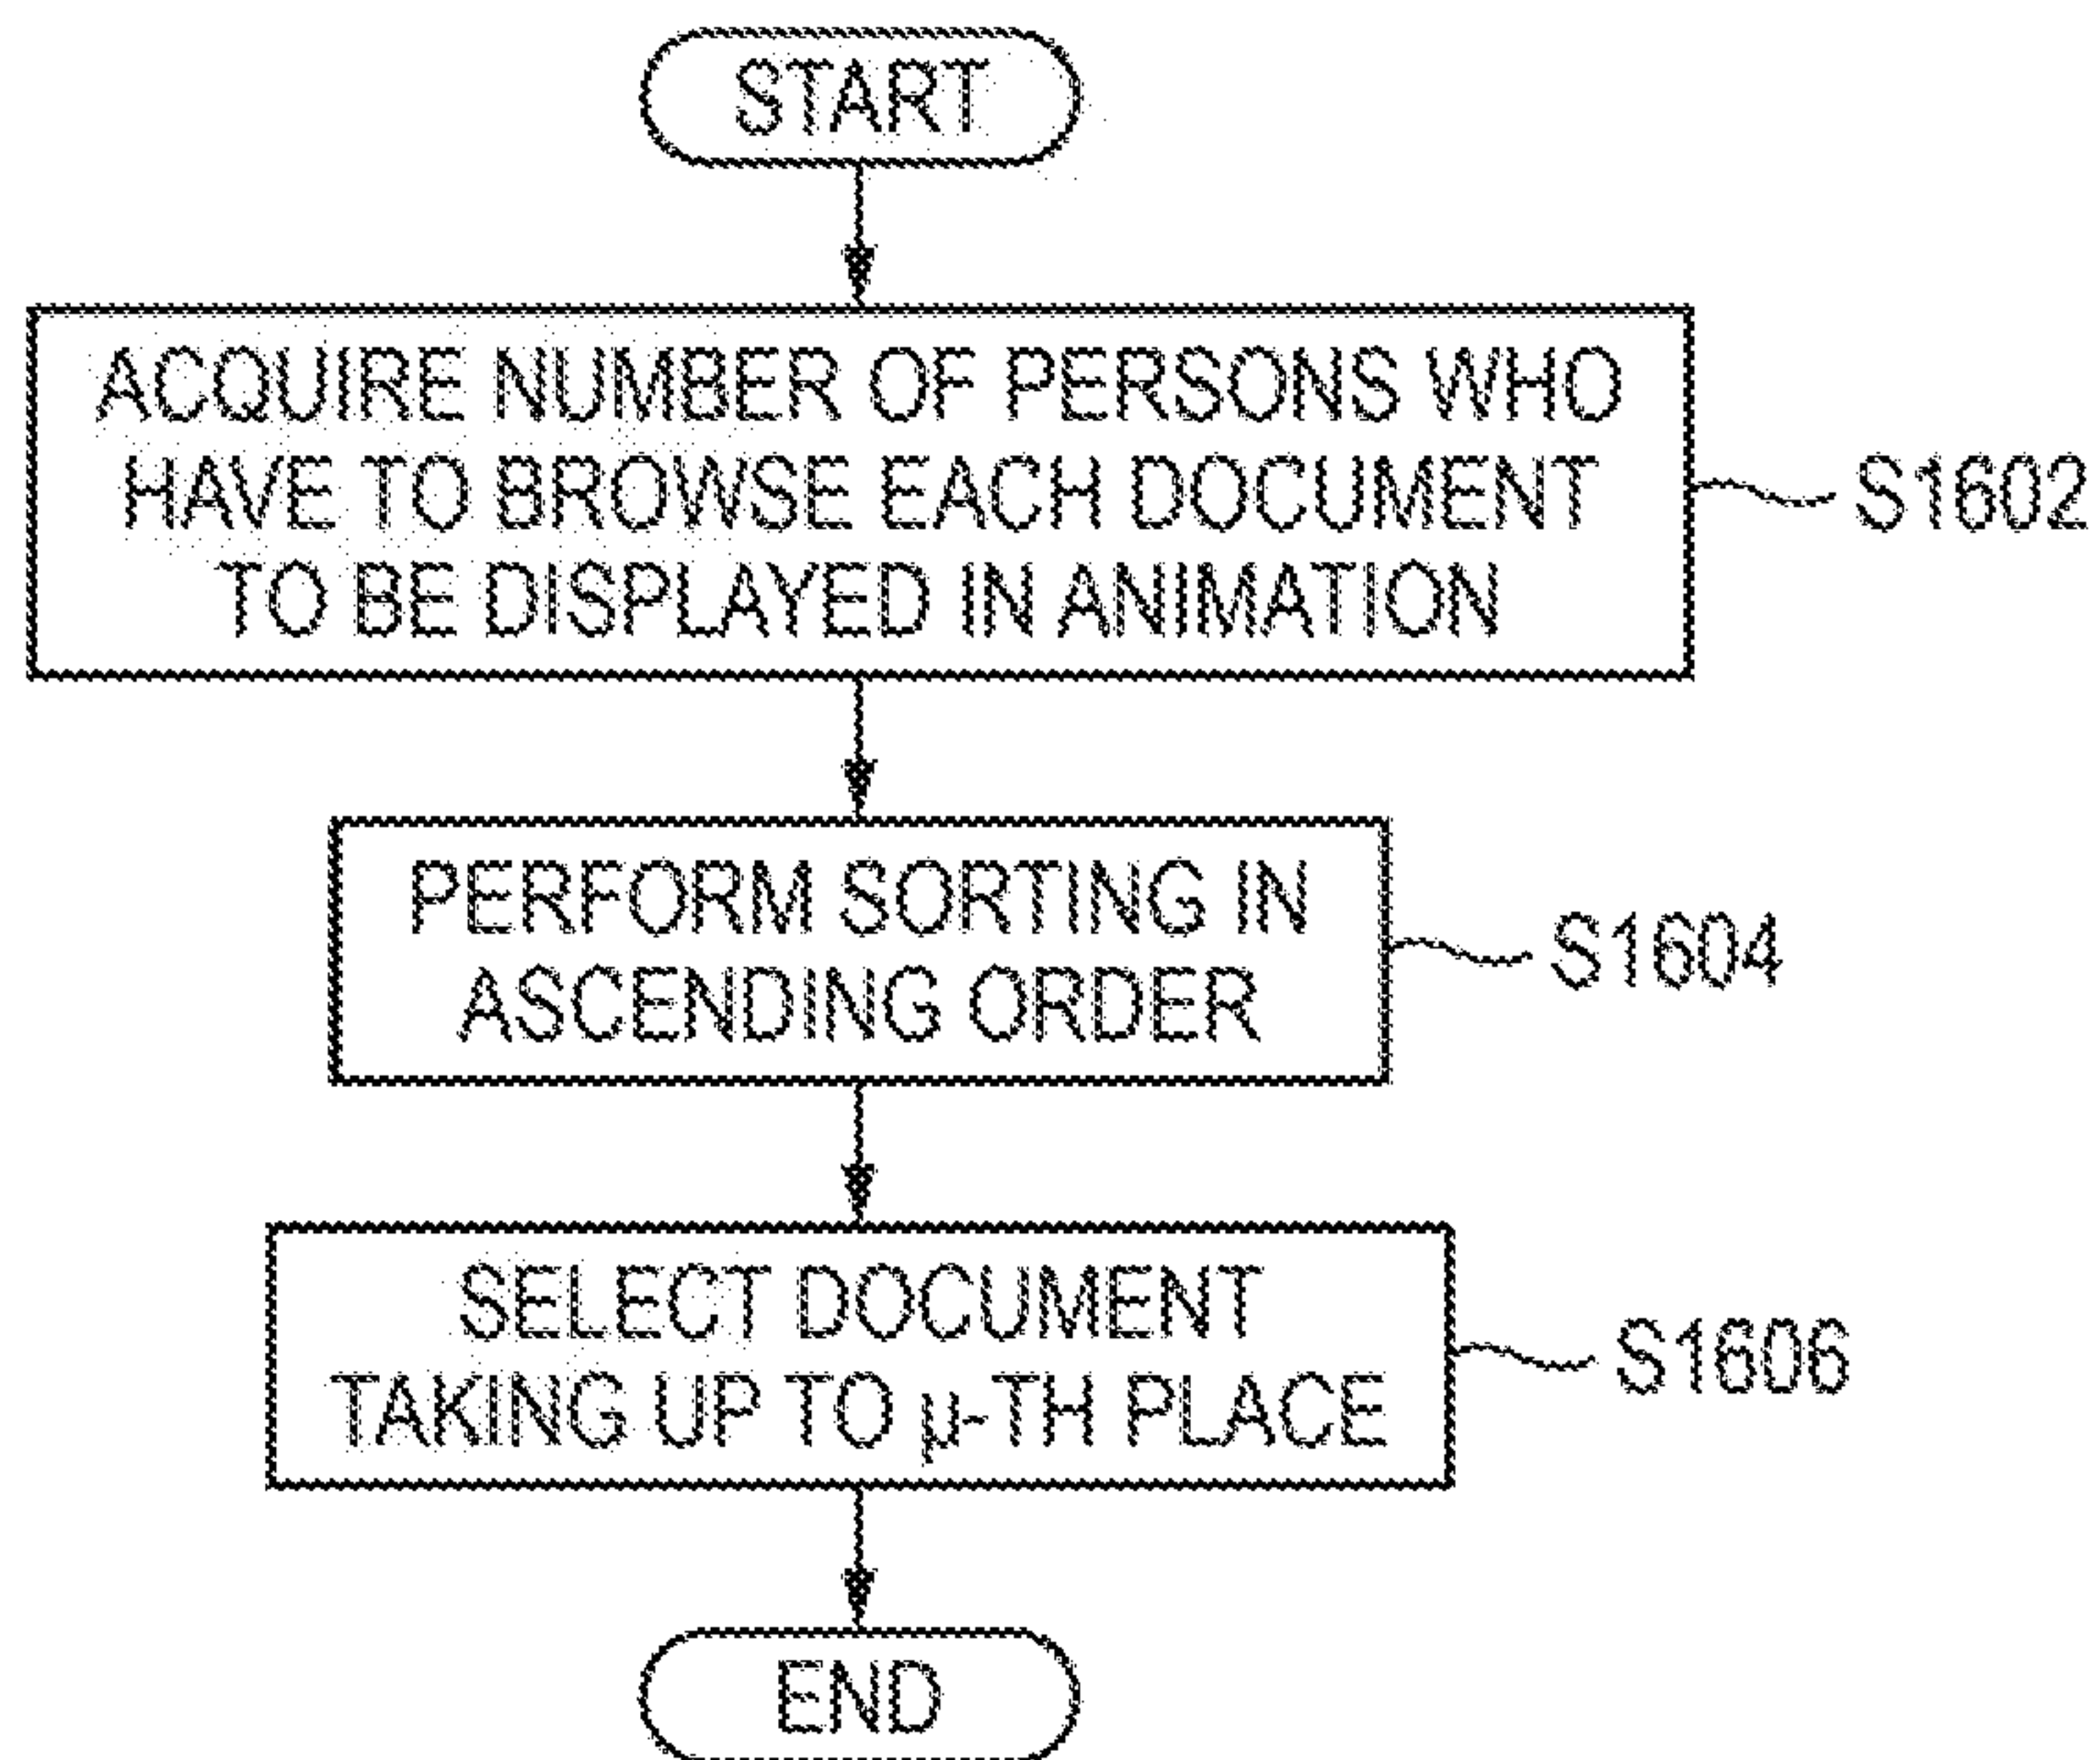 START
ACQUIRE NUMBER OF PERSONS WHO
HAVE TO BROWSE EACH DOCUMENT
TO BE DISPLAYED IN ANIMATION
S1602
PERFORM SORTING IN
ASCENDING ORDER
S1604
SELECT DOCUMENT
TAKING UP TO μ-TH PLACE
S1606
END